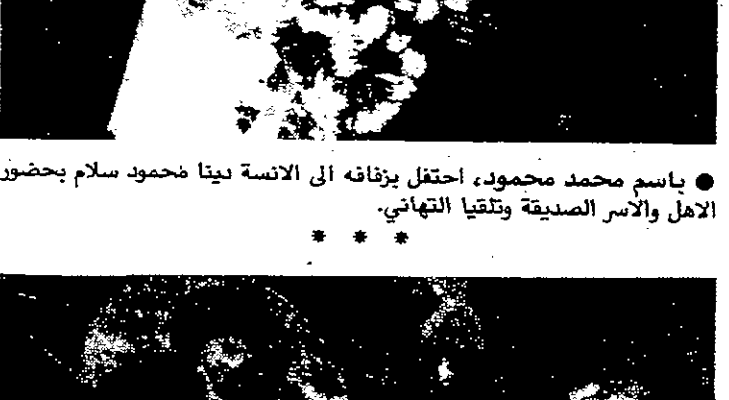 ● باسم محمد محمود، احتفل بزفافه الى الانسة دينا محمود سلام بحضور
الاهل والاسر الصديقة وتلقيا التهاني.
* * *